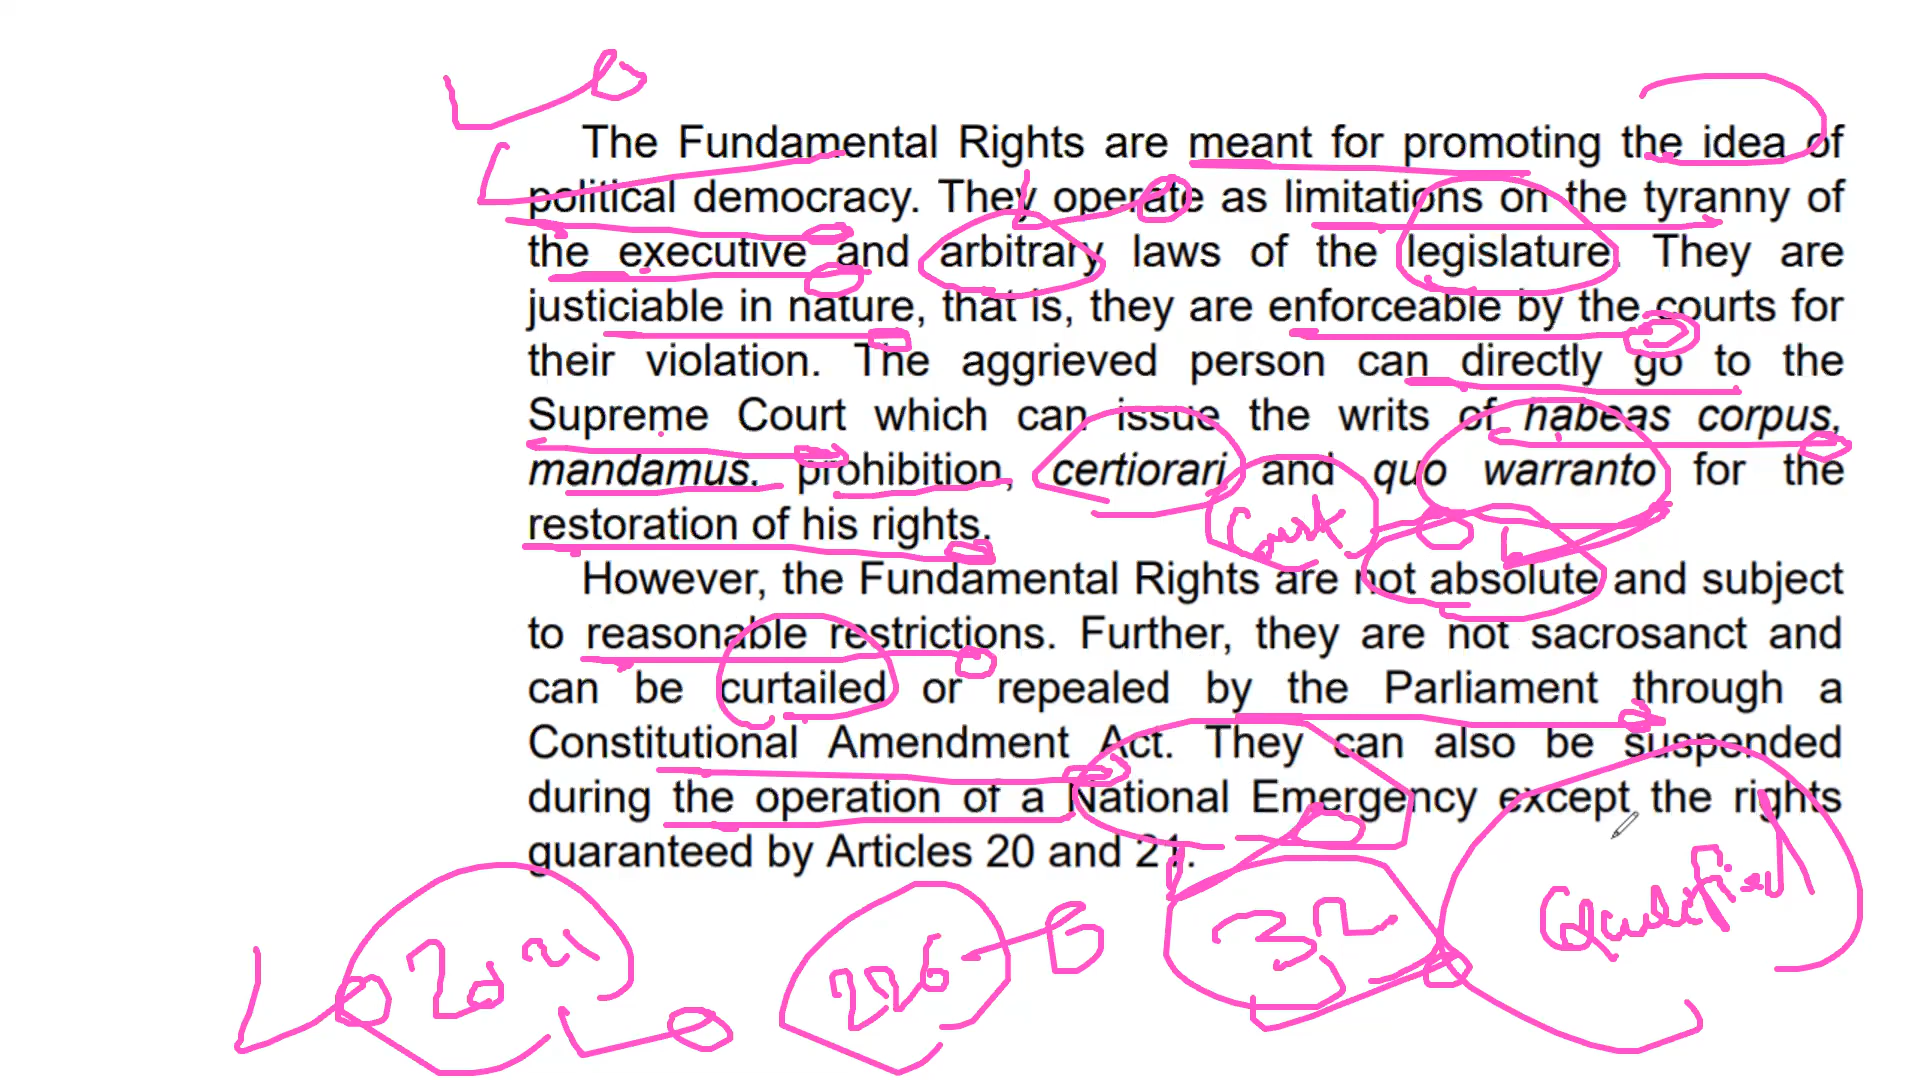 The Fundamental Rights are meant for promoting the idea of
political democracy. They operate as limitations on the tyranny of
the executive and arbitrary laws of the legislature. They are
justiciable in nature, that is, they are enforceable by the courts for
their violation. The aggrieved person can directly go to the
Supreme Court which can issue the writs of habeas corpus,
mandamus, prohibition, certiorari and quo warranto for the
restoration of his rights.
Court
However, the Fundamental Rights are not absolute and subject
to reasonable restrictions. Further, they are not sacrosanct and
can be curtailed or repealed by the Parliament through a
Constitutional Amendment Act. They can also be suspended
during the operation of a National Emergency except the rights
guaranteed by Articles 20 and 21.
20 21 226 32 Qualified